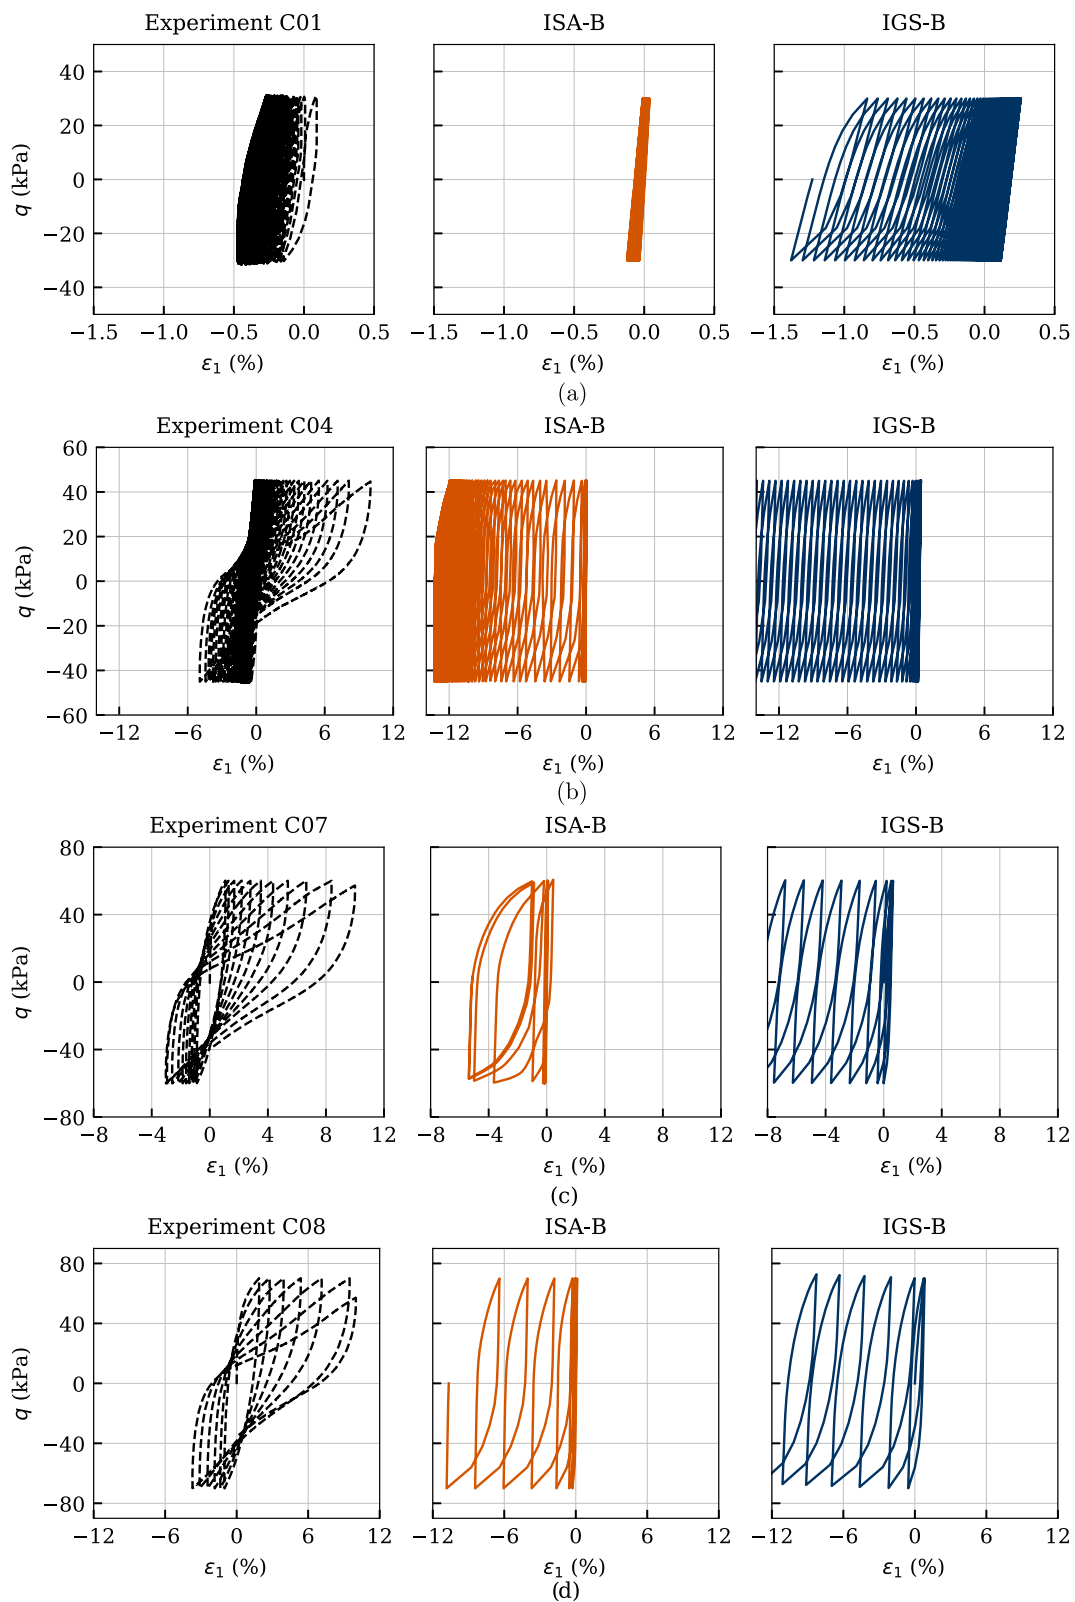 Experiment C01 ISA-B IGS-B
40
20
0
−20
−40
q (kPa)
−1.5 −1.0 −0.5 0.0 0.5 −1.5 −1.0 −0.5 0.0 0.5 −1.5 −1.0 −0.5 0.0 0.5
ε1 (%) ε1 (%) ε1 (%)
(a)
Experiment C04 ISA-B IGS-B
60
40
20
0
−20
−40
−60
q (kPa)
−12 −6 0 6 12 −12 −6 0 6 12 −12 −6 0 6 12
ε1 (%) ε1 (%) ε1 (%)
(b)
Experiment C07 ISA-B IGS-B
80
40
0
−40
−80
q (kPa)
−8 −4 0 4 8 12 −8 −4 0 4 8 12 −8 −4 0 4 8 12
ε1 (%) ε1 (%) ε1 (%)
(c)
Experiment C08 ISA-B IGS-B
80
40
0
−40
−80
q (kPa)
−12 −6 0 6 12 −12 −6 0 6 12 −12 −6 0 6 12
ε1 (%) ε1 (%) ε1 (%)
(d)